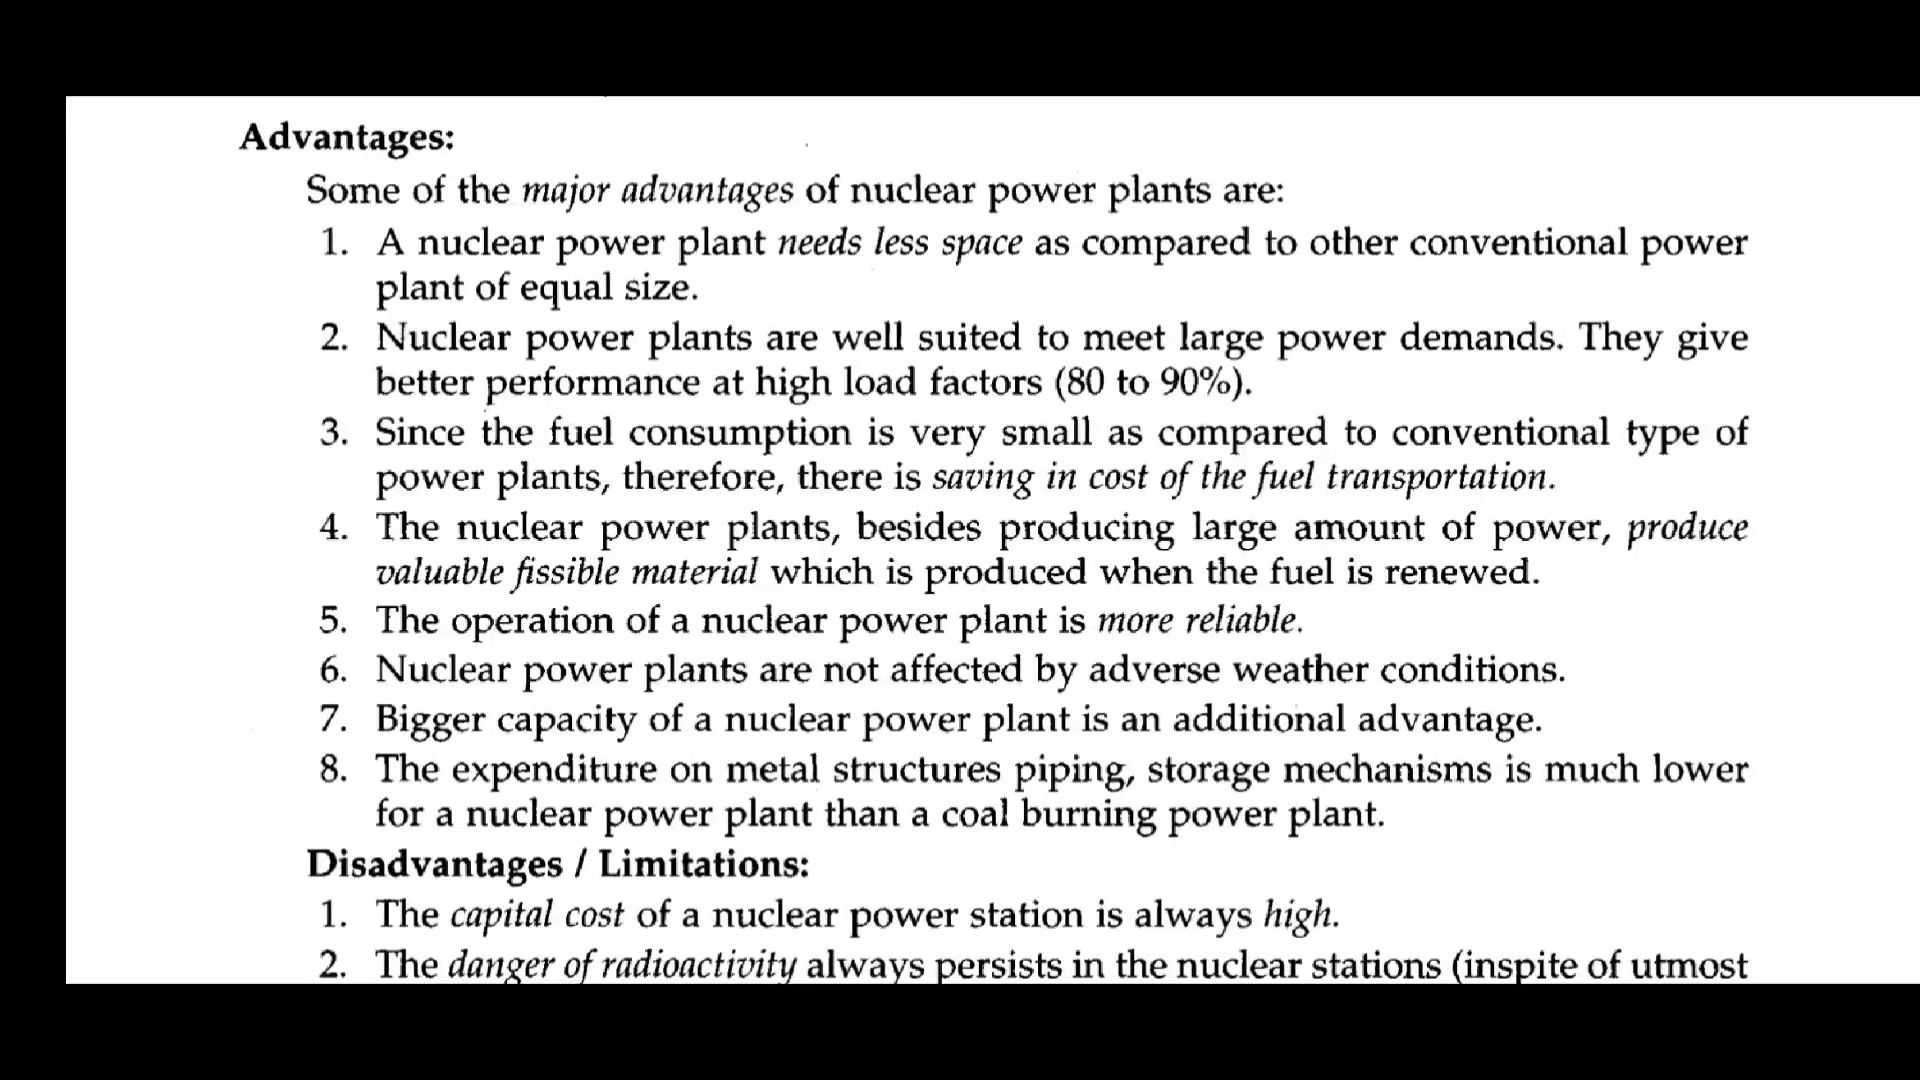 Advantages:
Some of the major advantages of nuclear power plants are:
1. A nuclear power plant needs less space as compared to other conventional power
plant of equal size.
2. Nuclear power plants are well suited to meet large power demands. They give
better performance at high load factors (80 to 90%).
3. Since the fuel consumption is very small as compared to conventional type of
power plants, therefore, there is saving in cost of the fuel transportation.
4. The nuclear power plants, besides producing large amount of power, produce
valuable fissible material which is produced when the fuel is renewed.
5. The operation of a nuclear power plant is more reliable.
6. Nuclear power plants are not affected by adverse weather conditions.
7. Bigger capacity of a nuclear power plant is an additional advantage.
8. The expenditure on metal structures piping, storage mechanisms is much lower
for a nuclear power plant than a coal burning power plant.
Disadvantages / Limitations:
1. The capital cost of a nuclear power station is always high.
2. The danger of radioactivity always persists in the nuclear stations (inspite of utmost